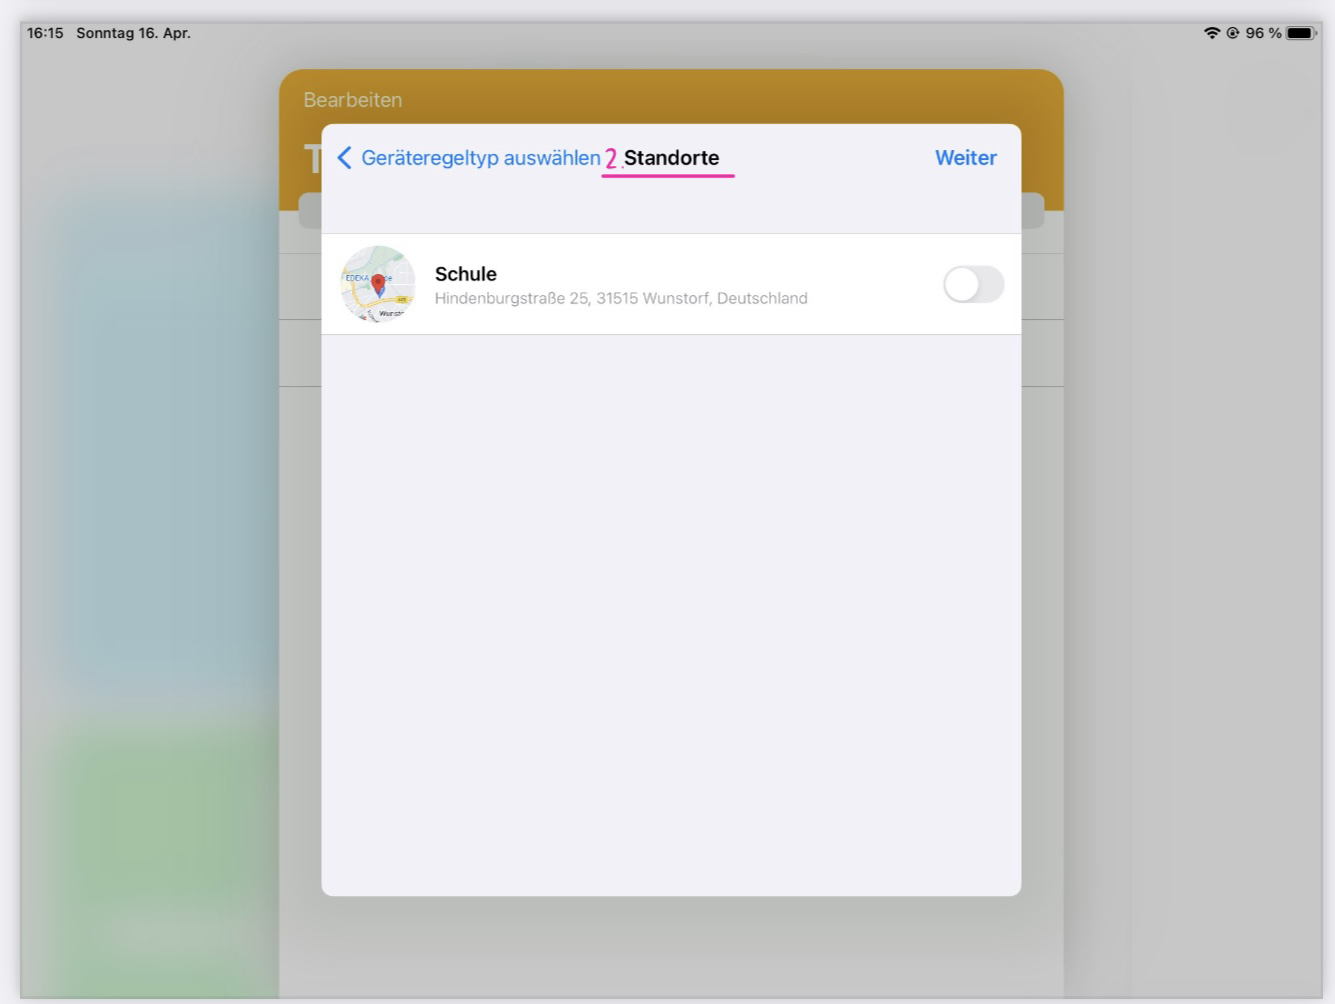 16:15 Sonntag 16. Apr.
96 %
Bearbeiten
T
Geräteregeltyp auswählen 2. Standorte
Weiter
EDEKA
Schule
Hindenburgstraße 25, 31515 Wunstorf, Deutschland